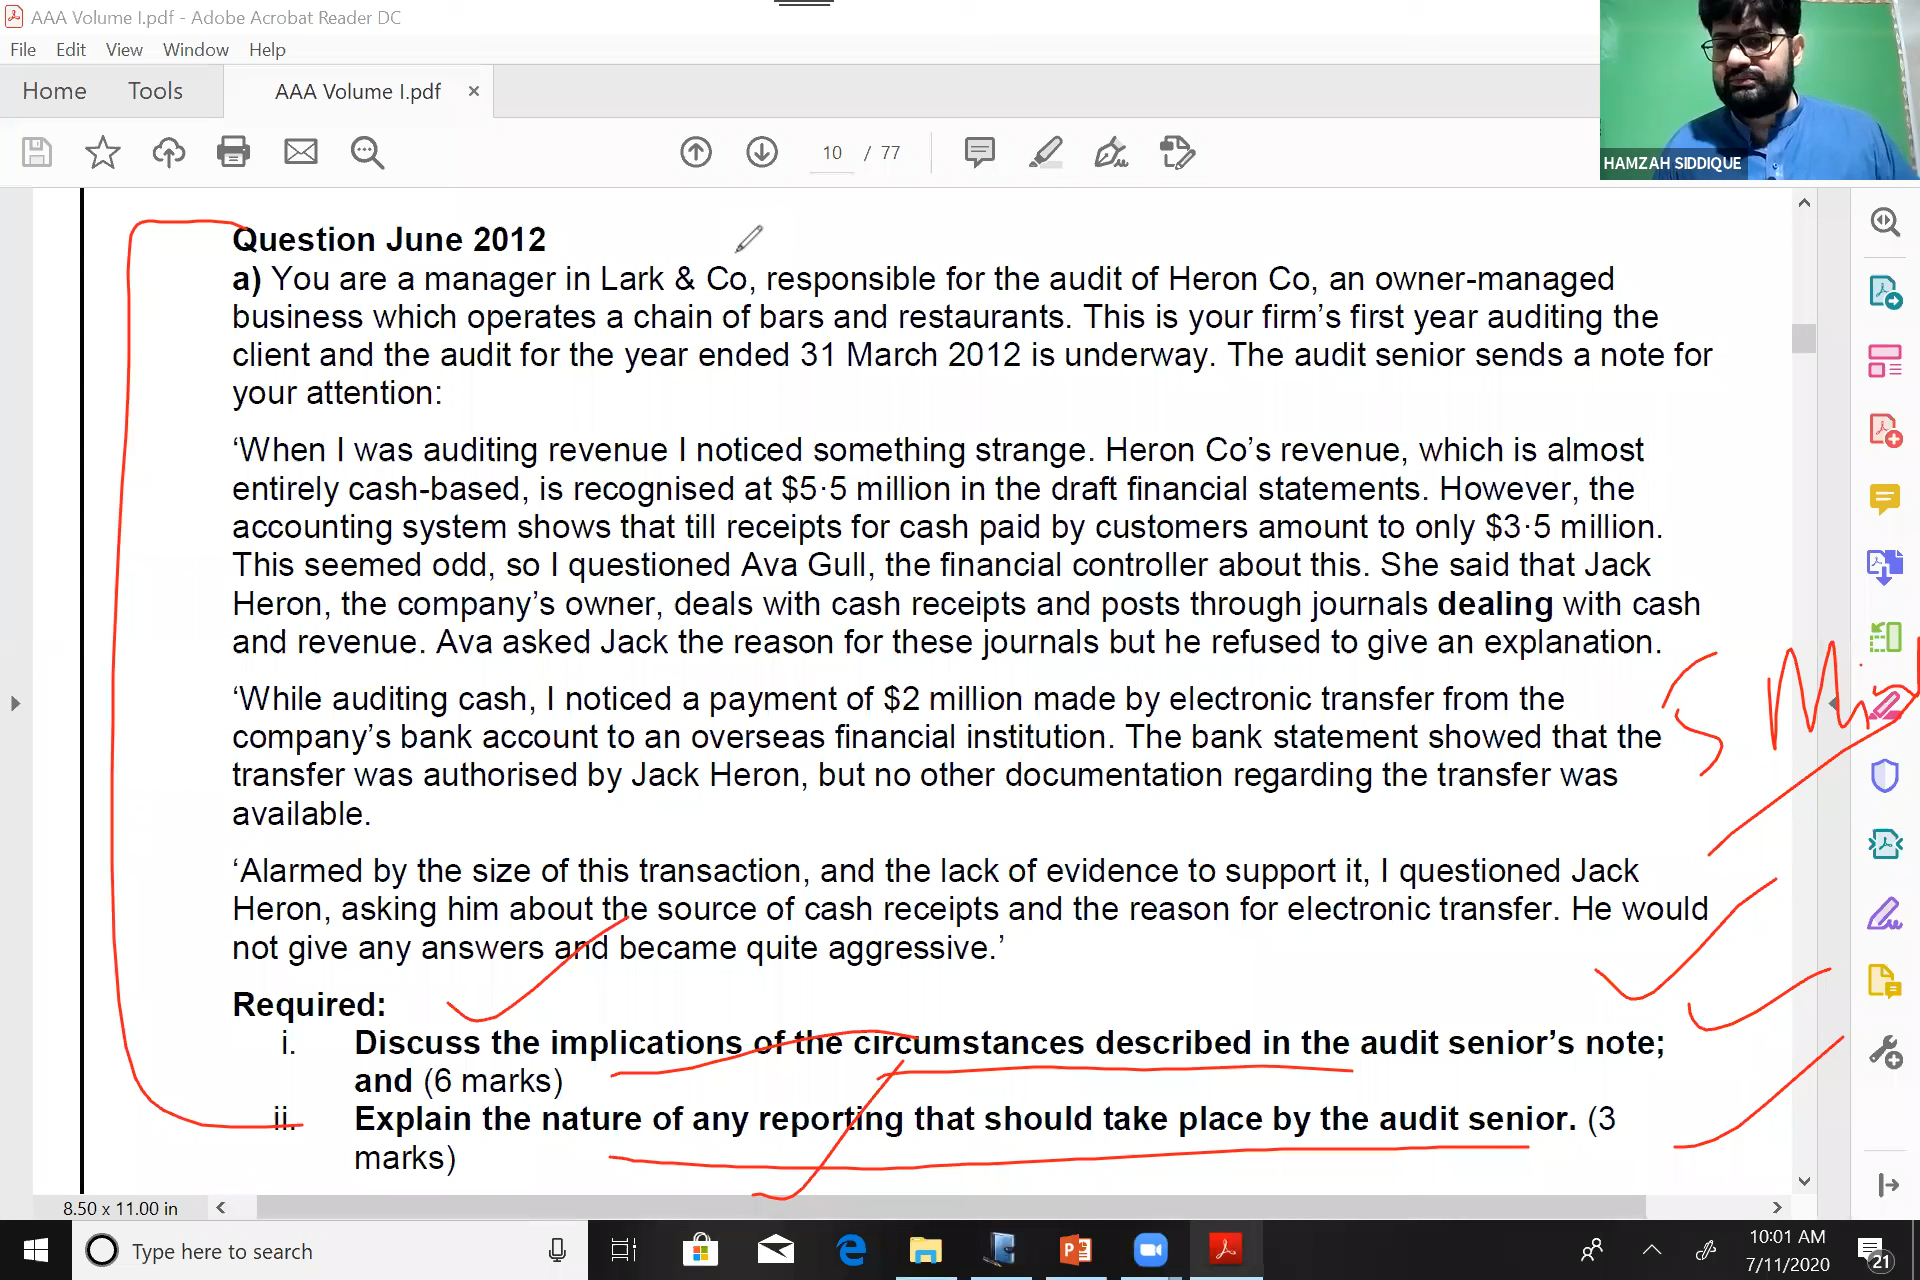 AAA Volume I.pdf - Adobe Acrobat Reader DC
File Edit View Window Help
Home Tools AAA Volume I.pdf ×
10 / 77
HAMZAH SIDDIQUE
Question June 2012
a) You are a manager in Lark & Co, responsible for the audit of Heron Co, an owner-managed
business which operates a chain of bars and restaurants. This is your firm’s first year auditing the
client and the audit for the year ended 31 March 2012 is underway. The audit senior sends a note for
your attention:
‘When I was auditing revenue I noticed something strange. Heron Co’s revenue, which is almost
entirely cash-based, is recognised at $5·5 million in the draft financial statements. However, the
accounting system shows that till receipts for cash paid by customers amount to only $3·5 million.
This seemed odd, so I questioned Ava Gull, the financial controller about this. She said that Jack
Heron, the company’s owner, deals with cash receipts and posts through journals dealing with cash
and revenue. Ava asked Jack the reason for these journals but he refused to give an explanation.
‘While auditing cash, I noticed a payment of $2 million made by electronic transfer from the
company’s bank account to an overseas financial institution. The bank statement showed that the
transfer was authorised by Jack Heron, but no other documentation regarding the transfer was
available.
‘Alarmed by the size of this transaction, and the lack of evidence to support it, I questioned Jack
Heron, asking him about the source of cash receipts and the reason for electronic transfer. He would
not give any answers and became quite aggressive.’
Required:
i. Discuss the implications of the circumstances described in the audit senior’s note;
and (6 marks)
ii. Explain the nature of any reporting that should take place by the audit senior. (3
marks)
8.50 x 11.00 in
Type here to search
10:01 AM
7/11/2020
21